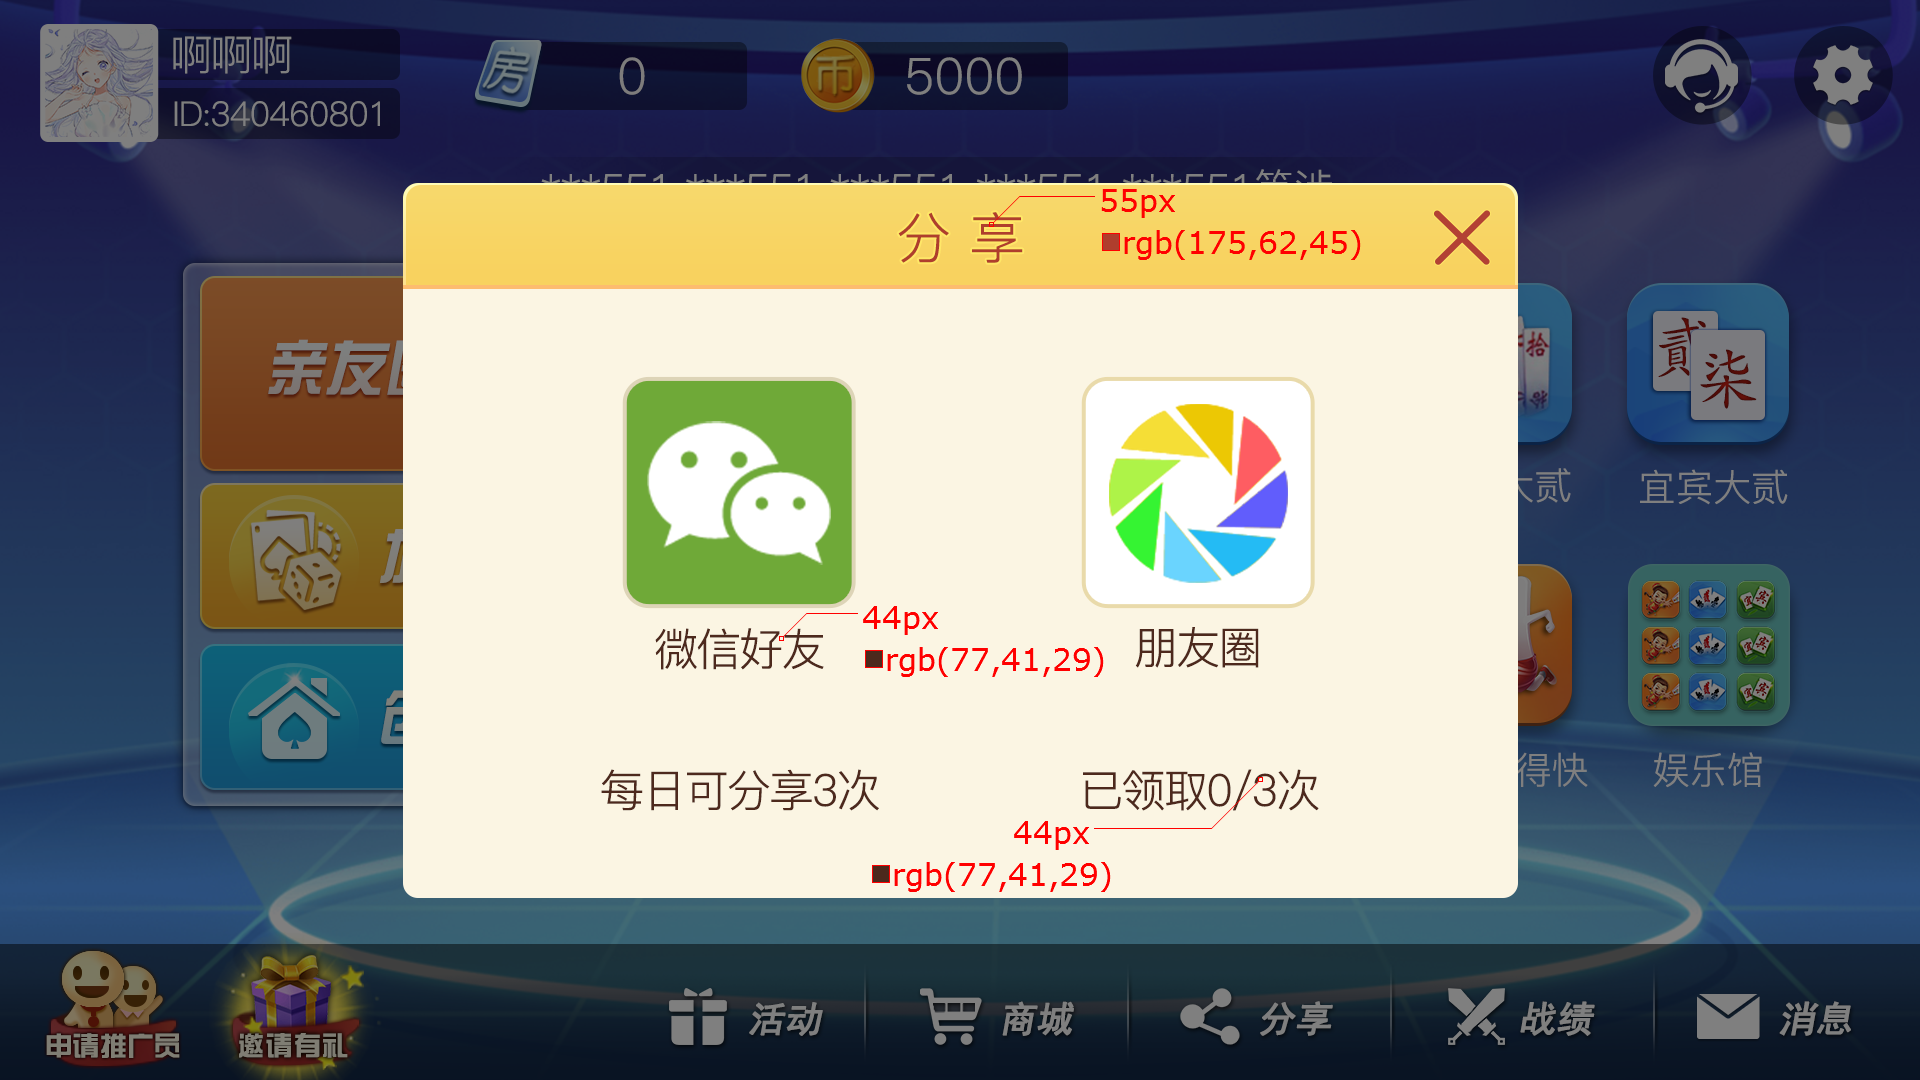 啊啊啊
ID:340460801
房 0
币 5000
分享
55px
rgb(175,62,45)
亲友
拾
貳 柒
大贰
宜宾大贰
44px
rgb(77,41,29)
微信好友
朋友圈
得快
娱乐馆
每日可分享3次
已领取0/3次
44px
rgb(77,41,29)
申请推广员
邀请有礼
活动
商城
分享
战绩
消息